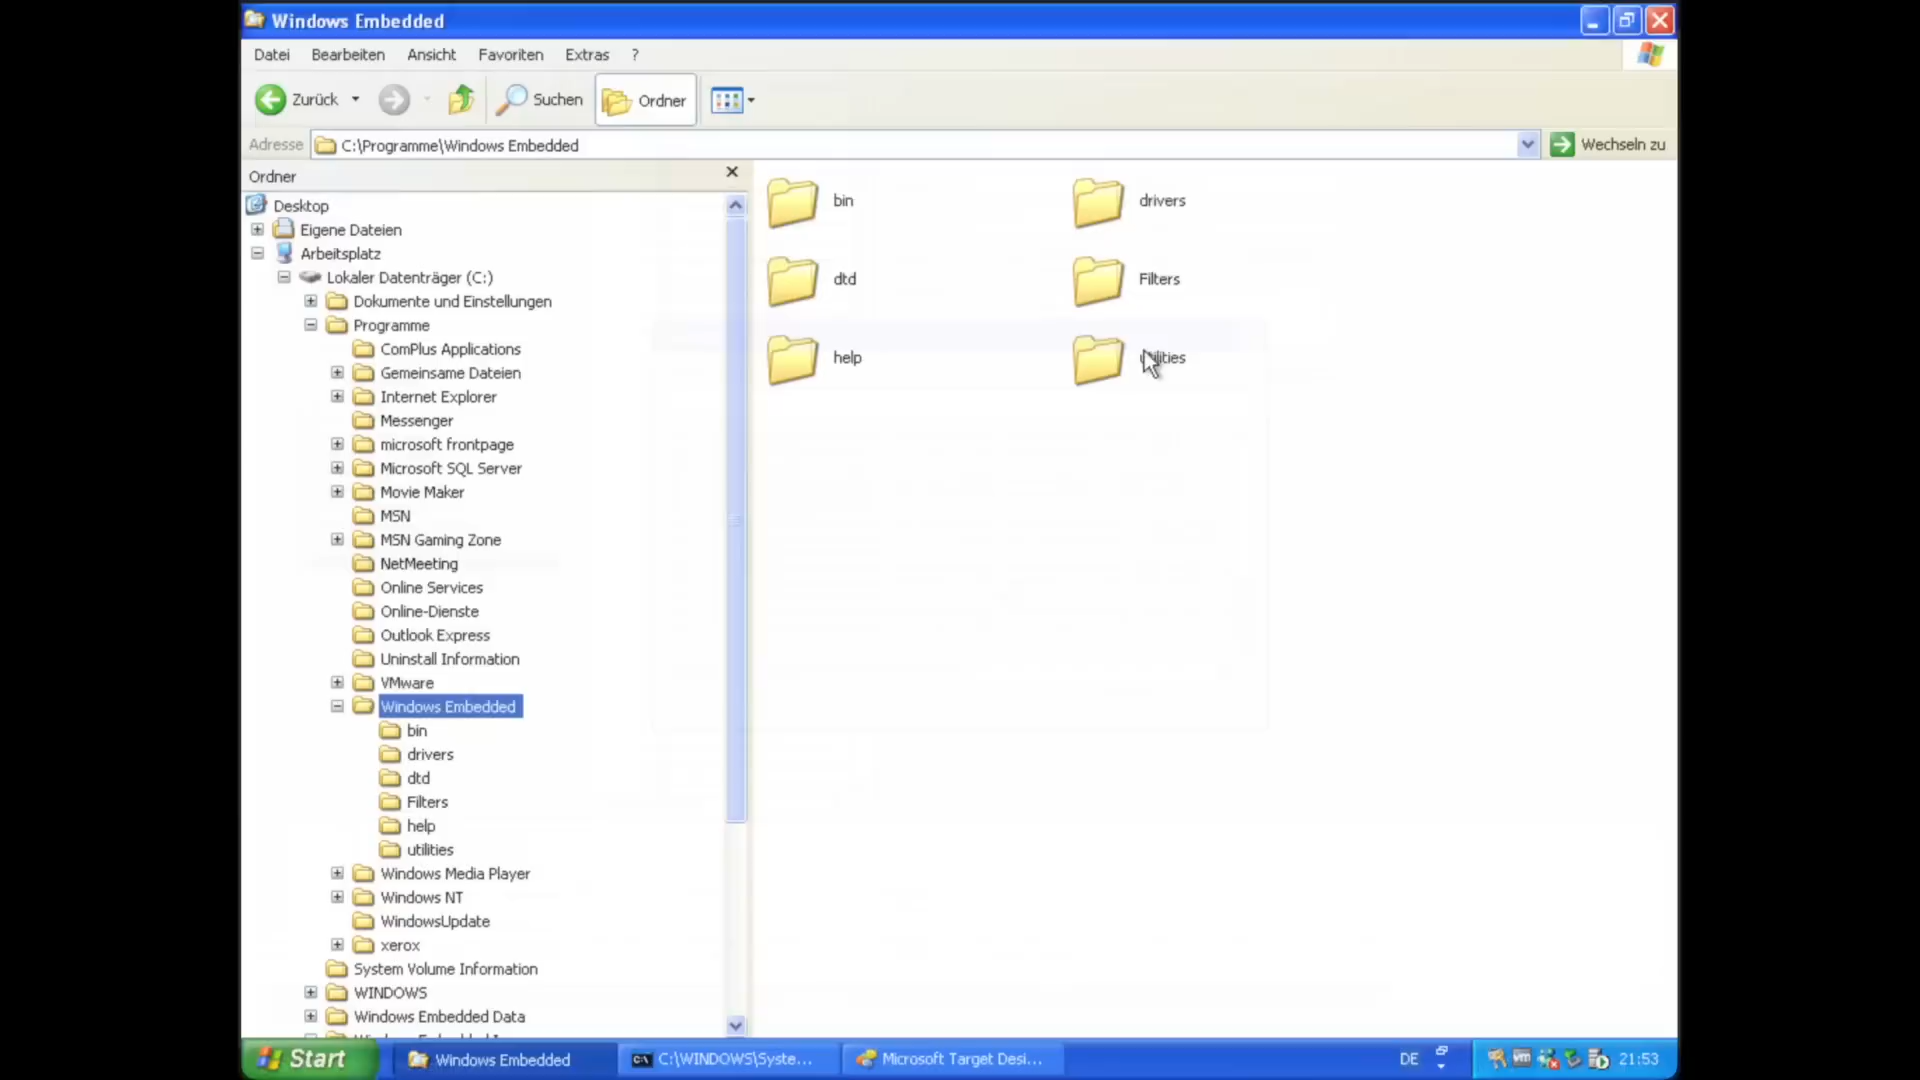 Windows Embedded
Datei Bearbeiten Ansicht Favoriten Extras ?
Zurück Suchen Ordner
Adresse C:\Programme\Windows Embedded Wechseln zu
Ordner
Desktop
Eigene Dateien
Arbeitsplatz
Lokaler Datenträger (C:)
Dokumente und Einstellungen
Programme
ComPlus Applications
Gemeinsame Dateien
Internet Explorer
Messenger
microsoft frontpage
Microsoft SQL Server
Movie Maker
MSN
MSN Gaming Zone
NetMeeting
Online Services
Online-Dienste
Outlook Express
Uninstall Information
VMware
Windows Embedded
bin
drivers
dtd
Filters
help
utilities
Windows Media Player
Windows NT
WindowsUpdate
xerox
System Volume Information
WINDOWS
Windows Embedded Data
bin drivers
dtd Filters
help utilities
Start Windows Embedded C:\WINDOWS\Syste... Microsoft Target Desi... DE 21:53